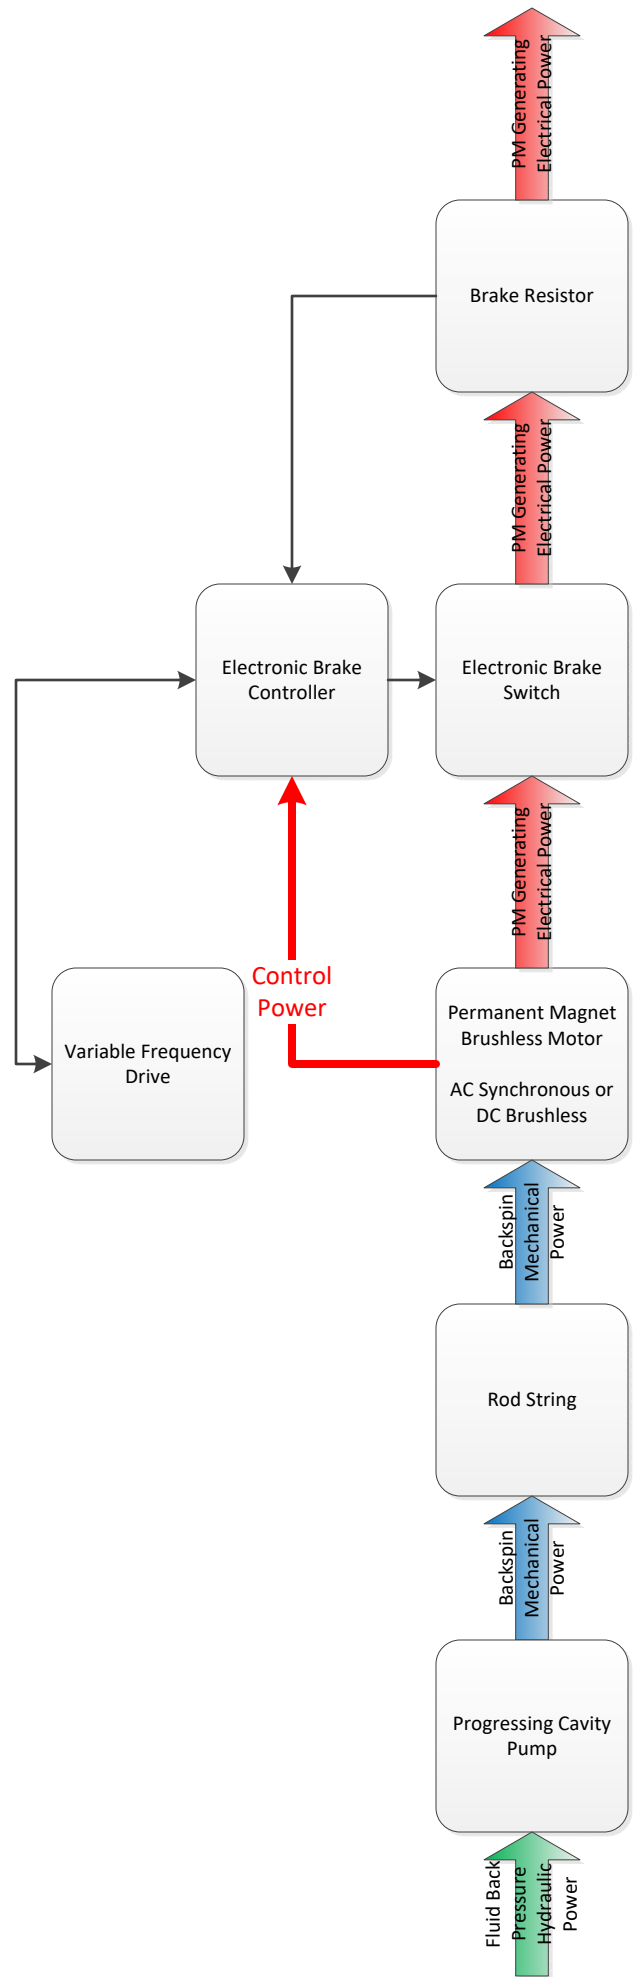 PM Generating
Electrical Power
Brake Resistor
PM Generating
Electrical Power
Electronic Brake
Controller
Electronic Brake
Switch
PM Generating
Electrical Power
Control
Power
Variable Frequency
Drive
Permanent Magnet
Brushless Motor
AC Synchronous or
DC Brushless
Backspin
Mechanical
Power
Rod String
Backspin
Mechanical
Power
Progressing Cavity
Pump
Fluid Back
Pressure
Hydraulic
Power